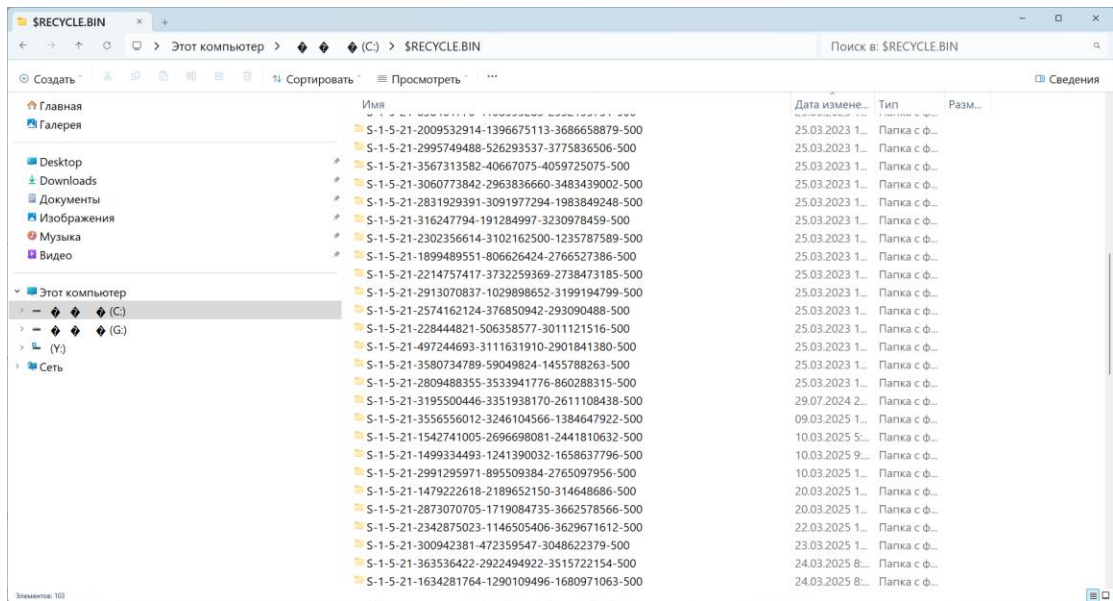 $RECYCLE.BIN
Этот компьютер > � � � (C:) > $RECYCLE.BIN
Поиск в: $RECYCLE.BIN
Создать
Сортировать
Просмотреть
...
Сведения
Главная
Галерея
Desktop
Downloads
Документы
Изображения
Музыка
Видео
Этот компьютер
� � � (C:)
� � � (G:)
(Y:)
Сеть
Имя Дата измене... Тип Разм...
S-1-5-21-2009532914-1396675113-3686658879-500 25.03.2023 1... Папка с ф...
S-1-5-21-2995749488-526293537-3775836506-500 25.03.2023 1... Папка с ф...
S-1-5-21-3567313582-40667075-4059725075-500 25.03.2023 1... Папка с ф...
S-1-5-21-3060773842-2963836660-3483439002-500 25.03.2023 1... Папка с ф...
S-1-5-21-2831929391-3091977294-1983849248-500 25.03.2023 1... Папка с ф...
S-1-5-21-316247794-191284997-3230978459-500 25.03.2023 1... Папка с ф...
S-1-5-21-2302356614-3102162500-1235787589-500 25.03.2023 1... Папка с ф...
S-1-5-21-1899489551-806626424-2766527386-500 25.03.2023 1... Папка с ф...
S-1-5-21-2214757417-3732259369-2738473185-500 25.03.2023 1... Папка с ф...
S-1-5-21-2913070837-1029898652-3199194799-500 25.03.2023 1... Папка с ф...
S-1-5-21-2574162124-376850942-293090488-500 25.03.2023 1... Папка с ф...
S-1-5-21-228444821-506358577-3011121516-500 25.03.2023 1... Папка с ф...
S-1-5-21-497244693-3111631910-2901841380-500 25.03.2023 1... Папка с ф...
S-1-5-21-3580734789-59049824-1455788263-500 25.03.2023 1... Папка с ф...
S-1-5-21-2809488355-3533941776-860288315-500 25.03.2023 1... Папка с ф...
S-1-5-21-3195500446-3351938170-2611108438-500 29.07.2024 2... Папка с ф...
S-1-5-21-3556556012-3246104566-1384647922-500 09.03.2025 1... Папка с ф...
S-1-5-21-1542741005-2696698081-2441810632-500 10.03.2025 5:... Папка с ф...
S-1-5-21-1499334493-1241390032-1658637796-500 10.03.2025 9:... Папка с ф...
S-1-5-21-2991295971-895509384-2765097956-500 10.03.2025 1... Папка с ф...
S-1-5-21-1479222618-2189652150-314648686-500 20.03.2025 1... Папка с ф...
S-1-5-21-2873070705-1719084735-3662578566-500 20.03.2025 1... Папка с ф...
S-1-5-21-2342875023-1146505406-3629671612-500 22.03.2025 1... Папка с ф...
S-1-5-21-300942381-472359547-3048622379-500 23.03.2025 1... Папка с ф...
S-1-5-21-363536422-2922494922-3515722154-500 24.03.2025 8:... Папка с ф...
S-1-5-21-1634281764-1290109496-1680971063-500 24.03.2025 8:... Папка с ф...
Элементов: 103